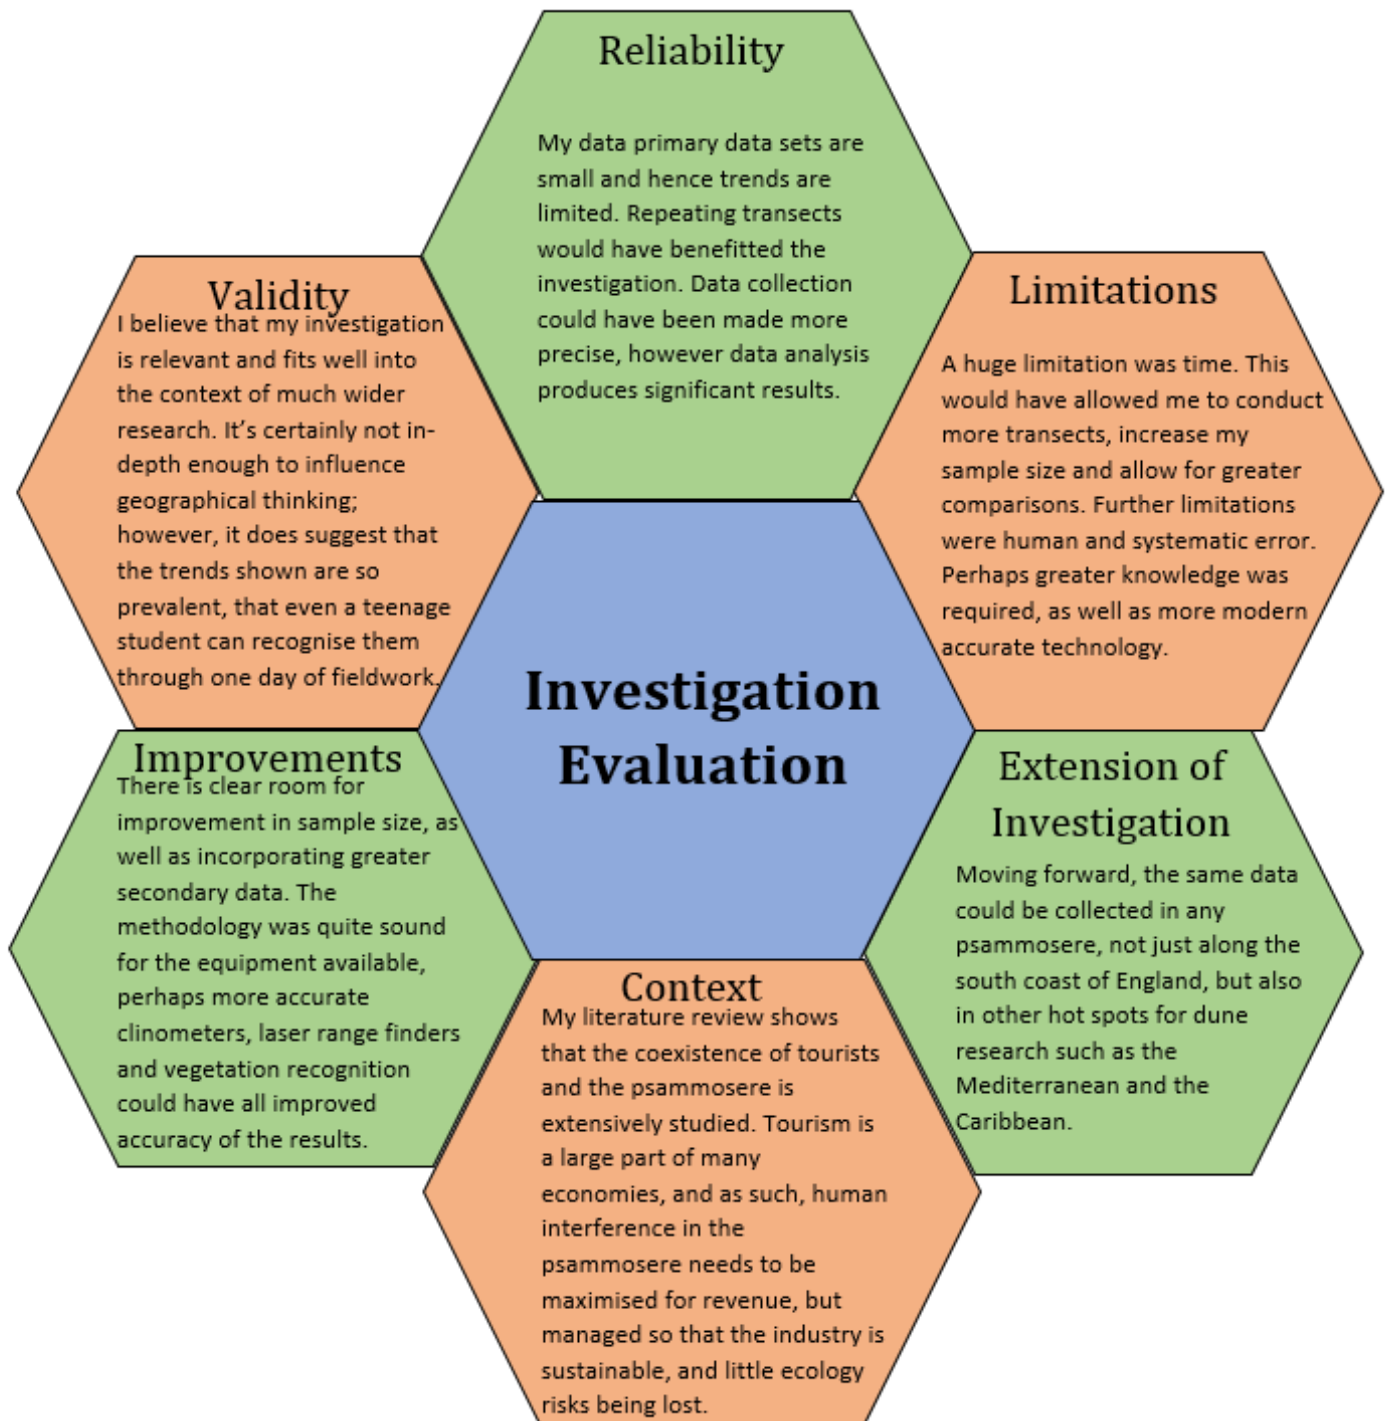 Reliability
My data primary data sets are
small and hence trends are
limited. Repeating transects
would have benefitted the
investigation. Data collection
could have been made more
precise, however data analysis
produces significant results.
Validity
I believe that my investigation
is relevant and fits well into
the context of much wider
research. It's certainly not in-
depth enough to influence
geographical thinking;
however, it does suggest that
the trends shown are so
prevalent, that even a teenage
student can recognise them
through one day of fieldwork.
Limitations
A huge limitation was time. This
would have allowed me to conduct
more transects, increase my
sample size and allow for greater
comparisons. Further limitations
were human and systematic error.
Perhaps greater knowledge was
required, as well as more modern
accurate technology.
Investigation
Evaluation
Improvements
There is clear room for
improvement in sample size, as
well as incorporating greater
secondary data. The
methodology was quite sound
for the equipment available,
perhaps more accurate
clinometers, laser range finders
and vegetation recognition
could have all improved
accuracy of the results.
Extension of
Investigation
Moving forward, the same data
could be collected in any
psammosere, not just along the
south coast of England, but also
in other hot spots for dune
research such as the
Mediterranean and the
Caribbean.
Context
My literature review shows
that the coexistence of tourists
and the psammosere is
extensively studied. Tourism is
a large part of many
economies, and as such, human
interference in the
psammosere needs to be
maximised for revenue, but
managed so that the industry is
sustainable, and little ecology
risks being lost.